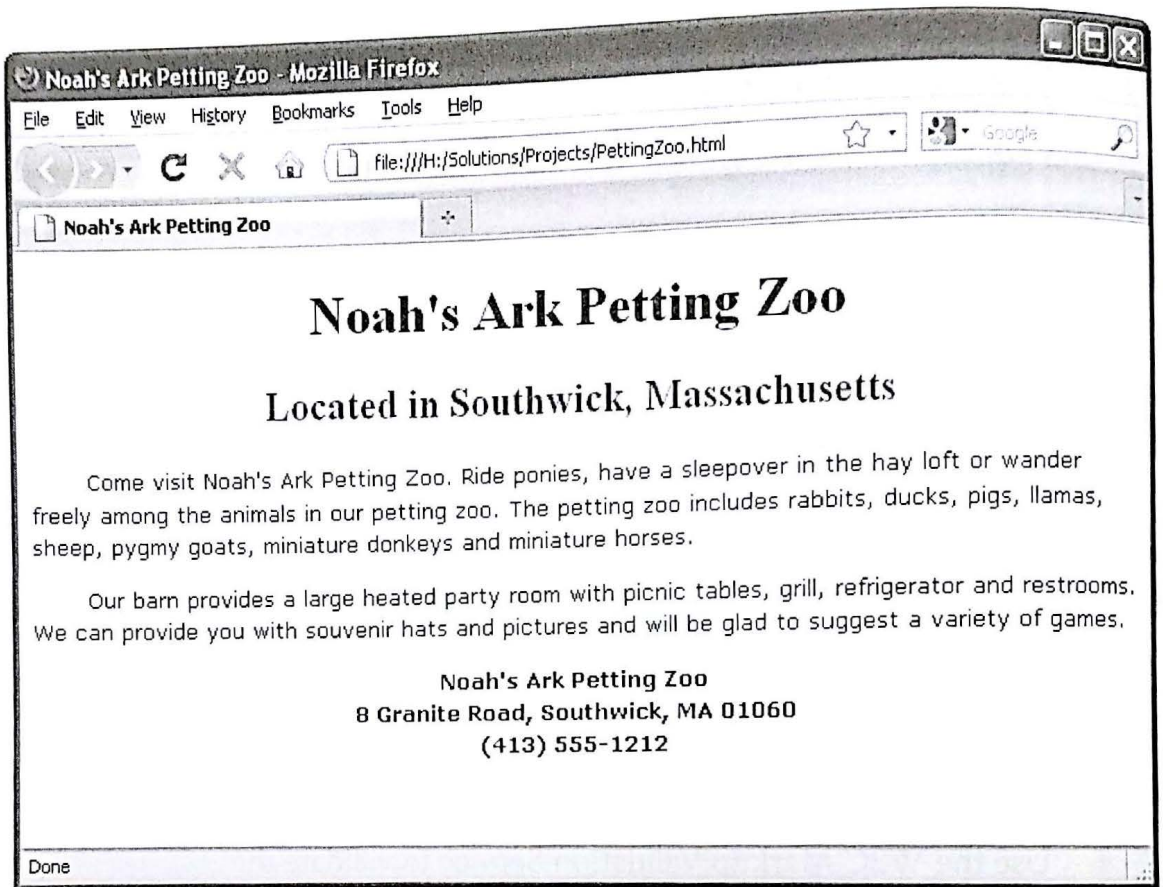 Noah's Ark Petting Zoo - Mozilla Firefox
File Edit View History Bookmarks Tools Help
file:///H:/Solutions/Projects/PettingZoo.html Google
Noah's Ark Petting Zoo
Noah's Ark Petting Zoo
Located in Southwick, Massachusetts
Come visit Noah's Ark Petting Zoo. Ride ponies, have a sleepover in the hay loft or wander
freely among the animals in our petting zoo. The petting zoo includes rabbits, ducks, pigs, llamas,
sheep, pygmy goats, miniature donkeys and miniature horses.
Our barn provides a large heated party room with picnic tables, grill, refrigerator and restrooms.
We can provide you with souvenir hats and pictures and will be glad to suggest a variety of games.
Noah's Ark Petting Zoo
8 Granite Road, Southwick, MA 01060
(413) 555-1212
Done